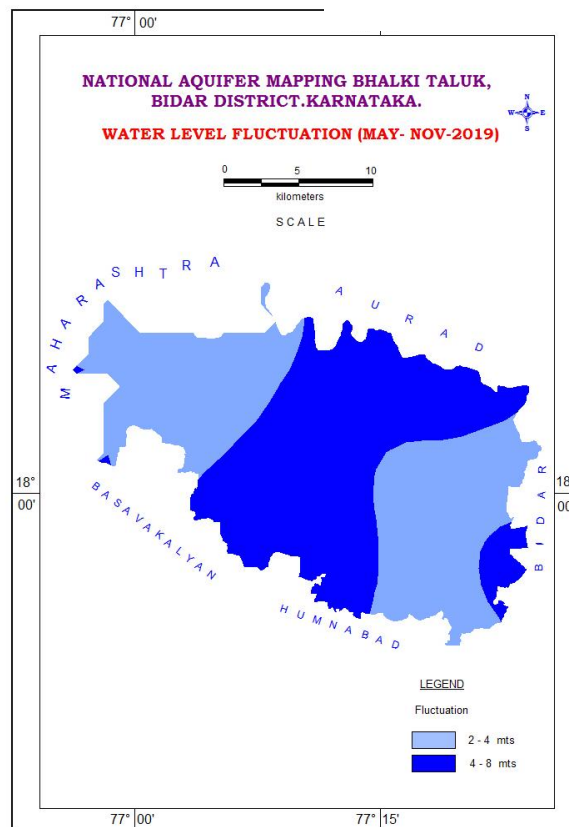 77° 00'
NATIONAL AQUIFER MAPPING BHALKI TALUK,
BIDAR DISTRICT.KARNATAKA.
WATER LEVEL FLUCTUATION (MAY- NOV-2019)
N
W E
S
0 5 10
kilometers
SCALE
MAHARASHTRA
AURAD
18° 00'
18 00
BIDAR
BASAVAKALYAN
HUMNABAD
LEGEND
Fluctuation
2 - 4 mts
4 - 8 mts
77° 00'
77° 15'